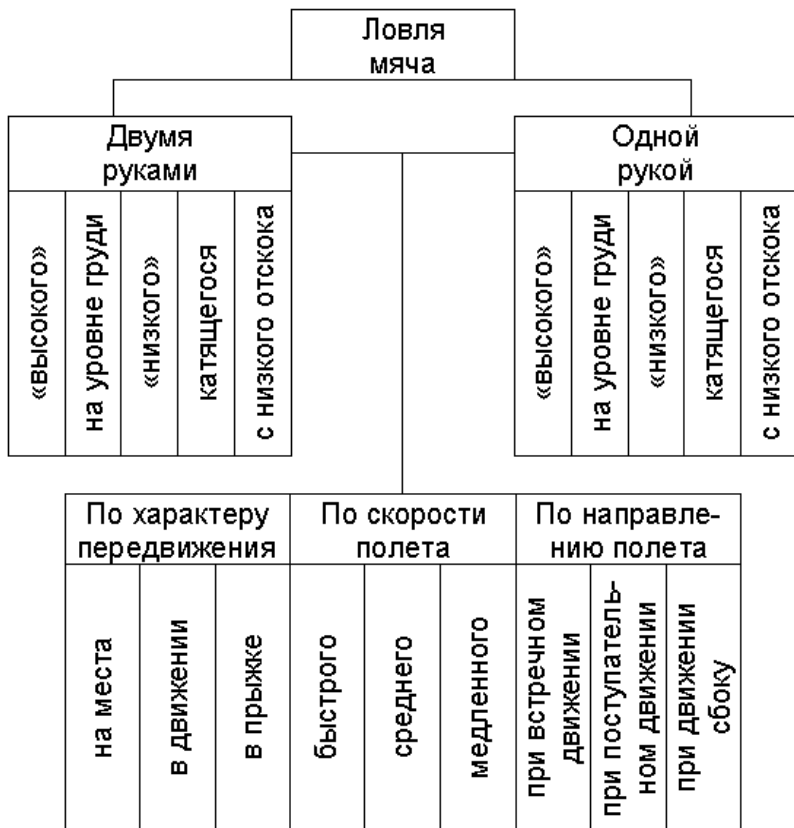 Ловля
мяча
Двумя
руками
Одной
рукой
«высокого»
на уровне груди
«низкого»
катящегося
с низкого отскока
«высокого»
на уровне груди
«низкого»
катящегося
с низкого отскока
По характеру
передвижения
По скорости
полета
По направле-
нию полета
на места
в движении
в прыжке
быстрого
среднего
медленного
при встречном
движении
при поступатель-
ном движении
при движении
сбоку